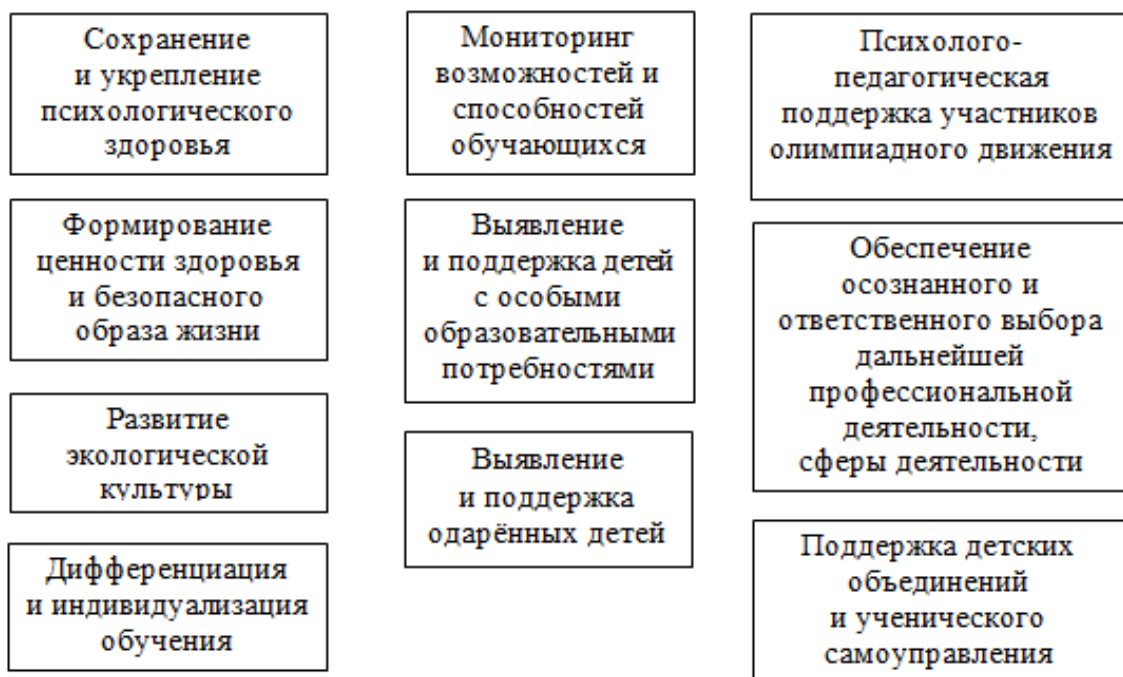 Сохранение
и укрепление
психологического
здоровья
Формирование
ценности здоровья
и безопасного
образа жизни
Развитие
экологической
культуры
Дифференциация
и индивидуализация
обучения
Мониторинг
возможностей и
способностей
обучающихся
Выявление
и поддержка детей
с особыми
образовательными
потребностями
Выявление
и поддержка
одарённых детей
Психолого-
педагогическая
поддержка участников
олимпиадного движения
Обеспечение
осознанного и
ответственного выбора
дальнейшей
профессиональной
деятельности,
сферы деятельности
Поддержка детских
объединений
и ученического
самоуправления